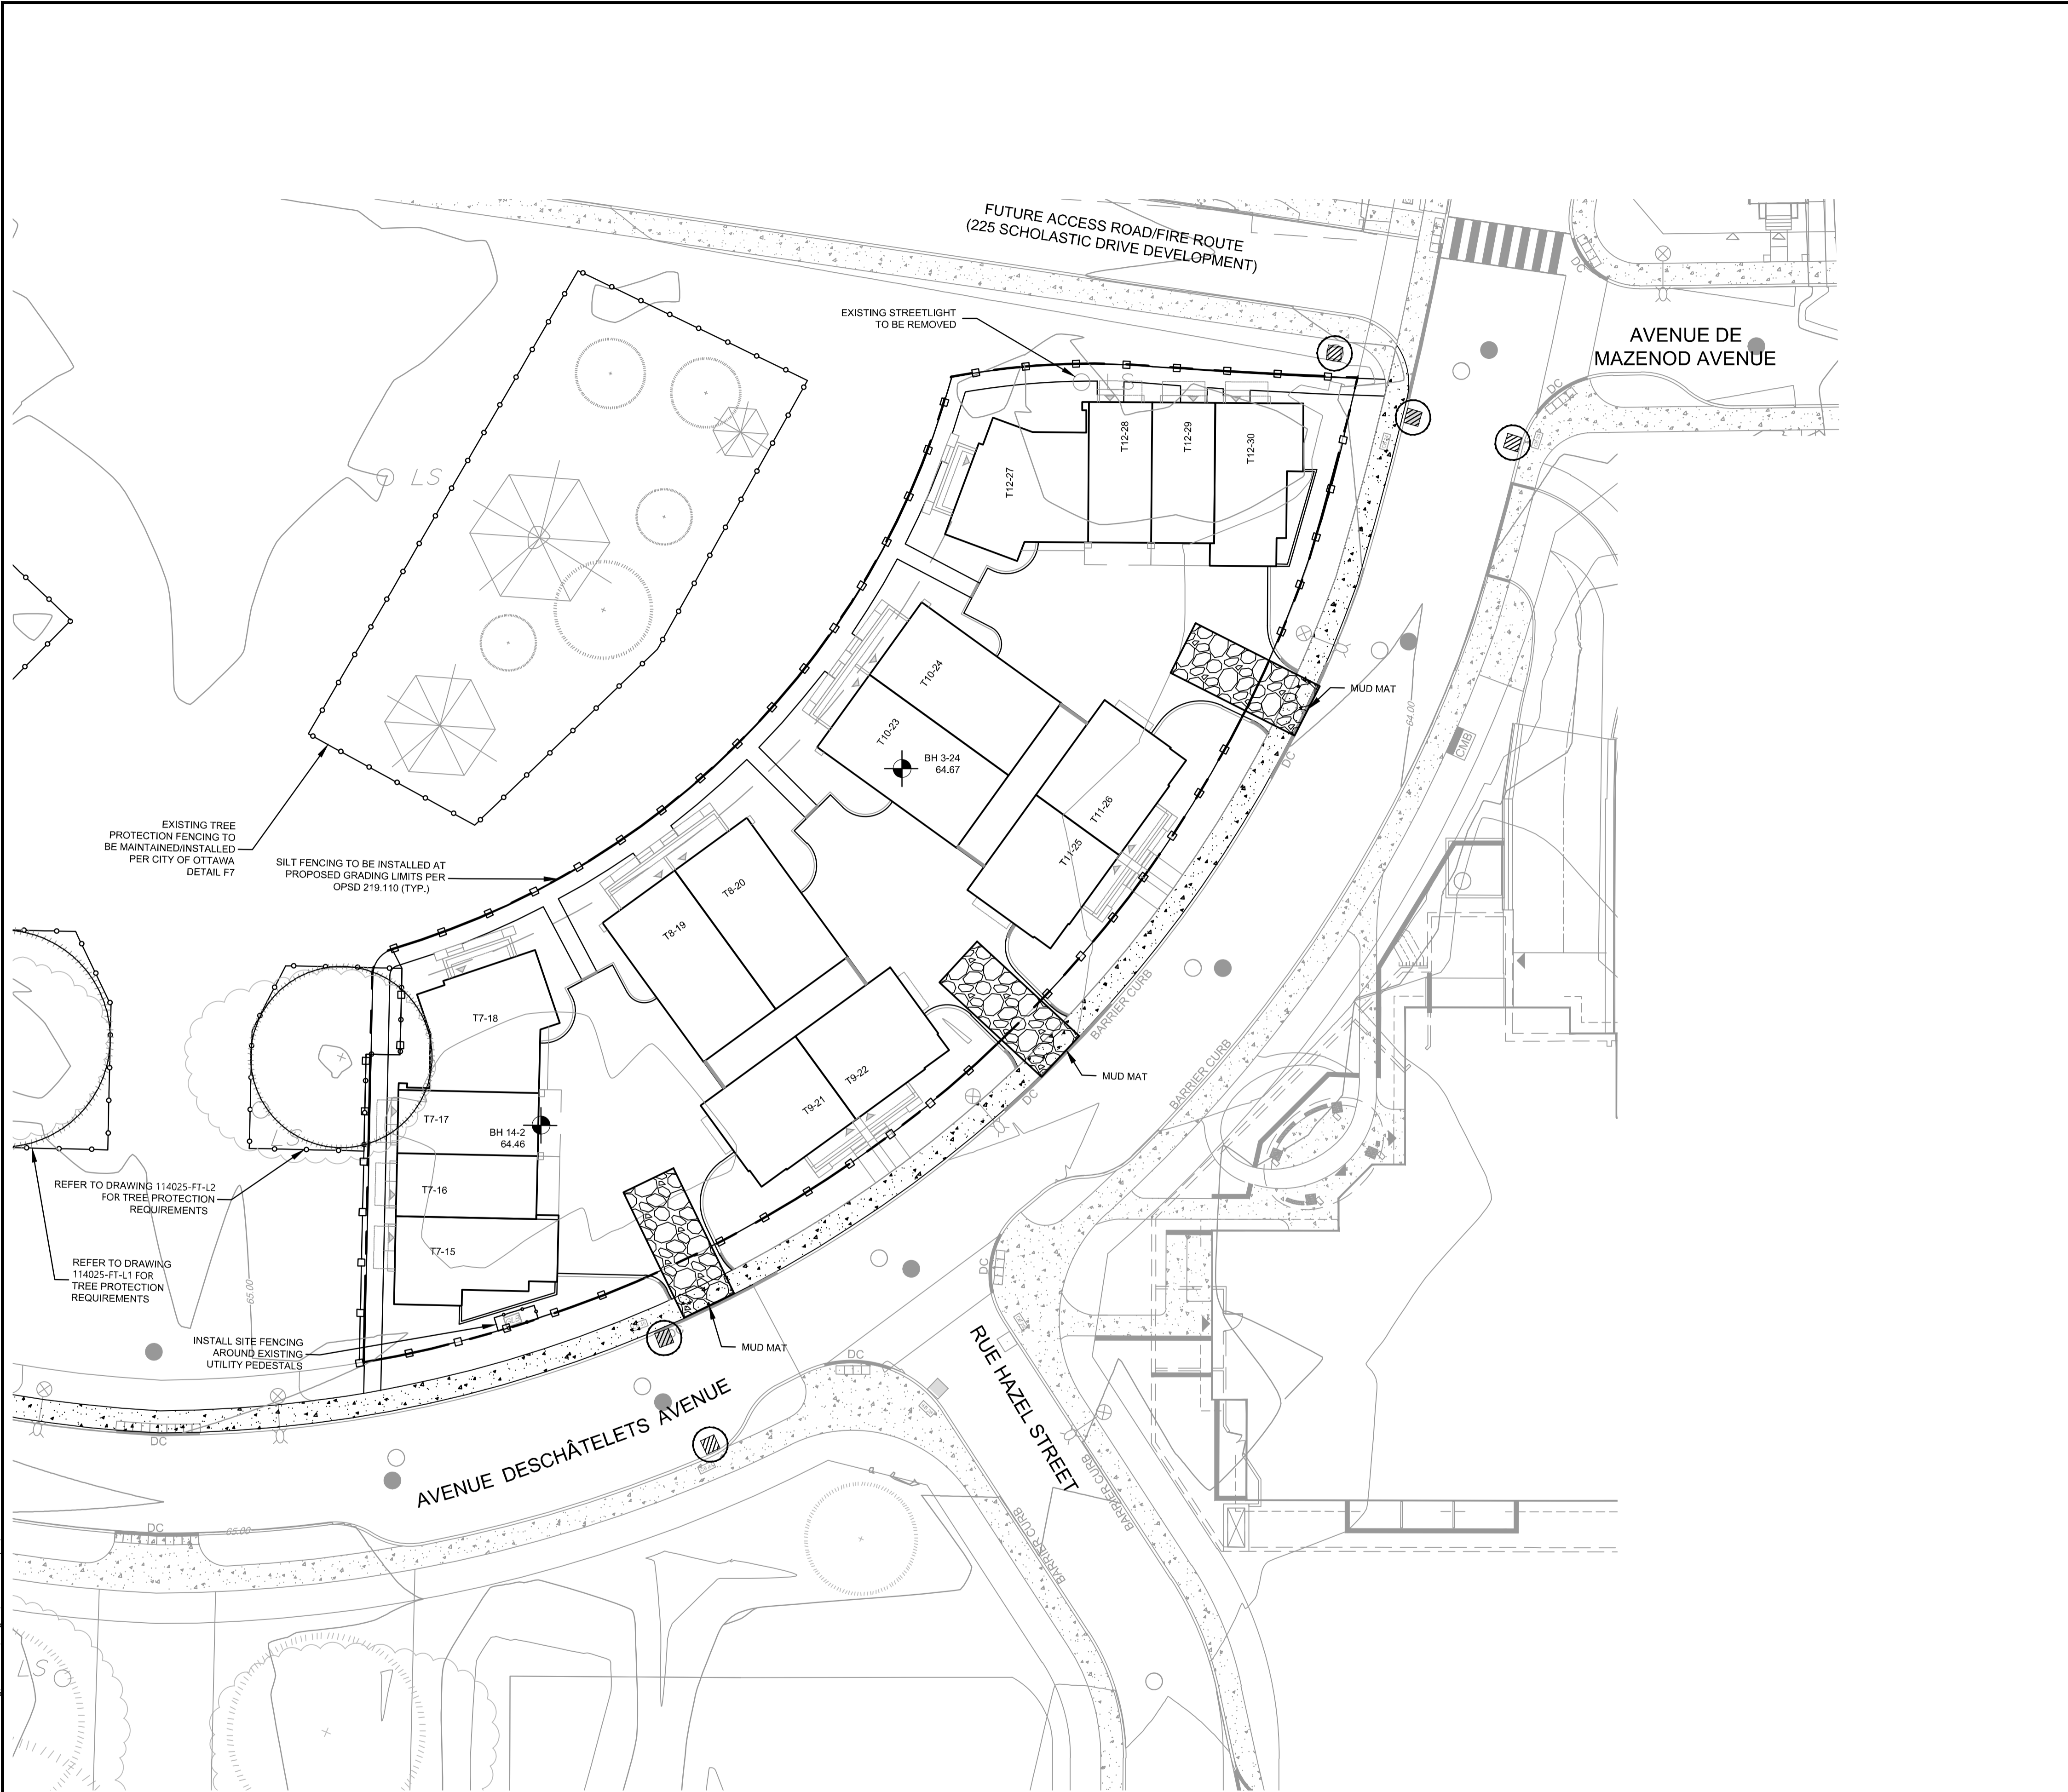 FUTURE ACCESS ROAD/FIRE ROUTE
(225 SCHOLASTIC DRIVE DEVELOPMENT)
EXISTING STREETLIGHT
TO BE REMOVED
LS
DC
AVENUE DE
MAZENOD AVENUE
DC
LS
T12-27
T12-28
T12-29
T12-30
MUD MAT
64.00
CMB
DC
T10-24
T10-23
BH 3-24
64.67
T11-26
T11-25
EXISTING TREE
PROTECTION FENCING TO
BE MAINTAINED/INSTALLED
PER CITY OF OTTAWA
DETAIL F7
SILT FENCING TO BE INSTALLED AT
PROPOSED GRADING LIMITS PER
OPSD 219.110 (TYP.)
T8-20
T8-19
BARRIER CURB
BARRIER CURB
MUD MAT
DC
T7-18
T9-22
T9-21
T7-17
BH 14-2
64.46
LS
T7-16
T7-15
REFER TO DRAWING 114025-FT-L2
FOR TREE PROTECTION
REQUIREMENTS
REFER TO DRAWING
114025-FT-L1 FOR
TREE PROTECTION
REQUIREMENTS
65.00
INSTALL SITE FENCING
AROUND EXISTING
UTILITY PEDESTALS
MUD MAT
DC
DC
RUE HAZEL STREET
AVENUE DESCHÂTELETS AVENUE
DC
DC
65.00
BARRIER CURB
BARRIER CURB
LS